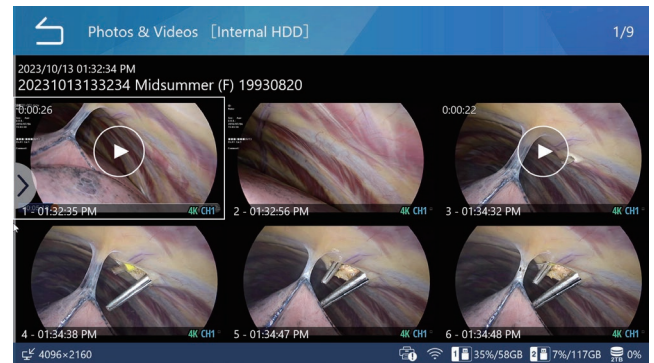 Photos & Videos [Internal HDD]
1/9
2023/10/13 01:32:34 PM
20231013133234 Midsummer (F) 19930820
0:00:26
0:00:22
1 - 01:32:35 PM 4K CH1
2 - 01:32:56 PM 4K CH1
3 - 01:34:32 PM 4K CH1
4 - 01:34:38 PM 4K CH1
5 - 01:34:47 PM 4K CH1
6 - 01:34:48 PM 4K CH1
4096×2160
1 35%/58GB 2 7%/117GB 2TB 0%